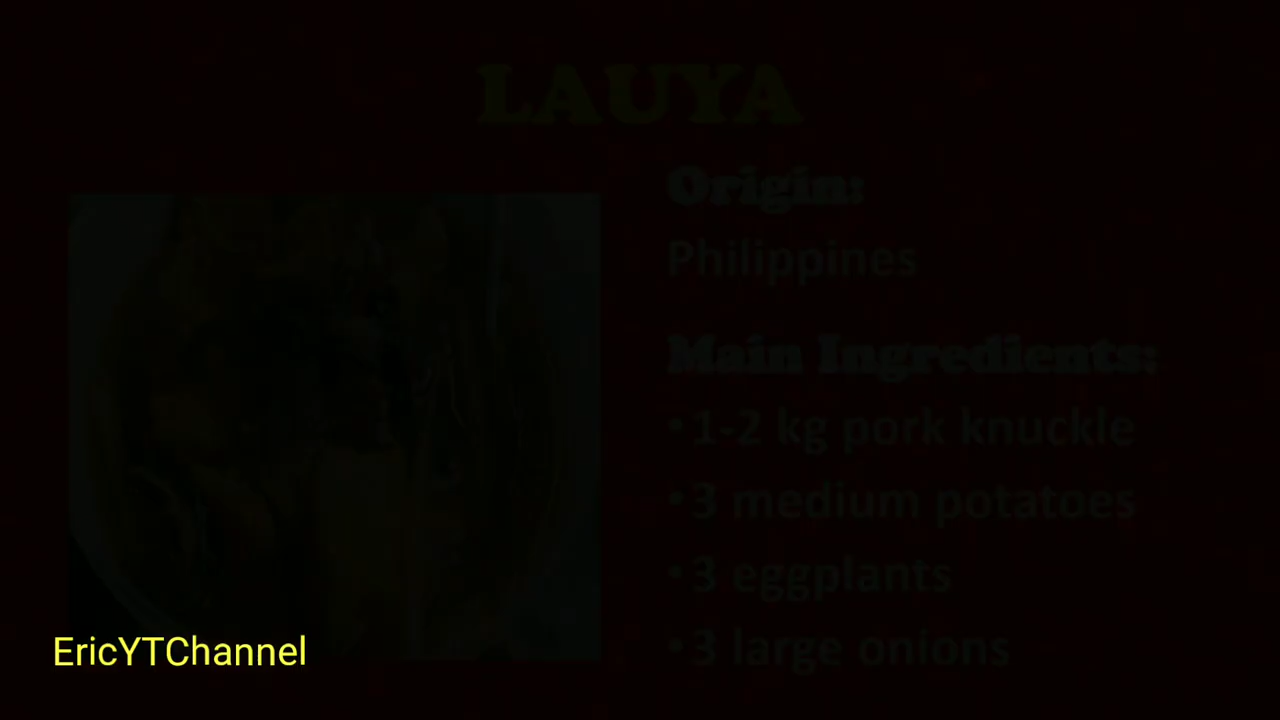 LAUYA
Origin:
Philippines
Main Ingredients:
•1-2 kg pork knuckle
•3 medium potatoes
•3 eggplants
•3 large onions
EricYTChannel